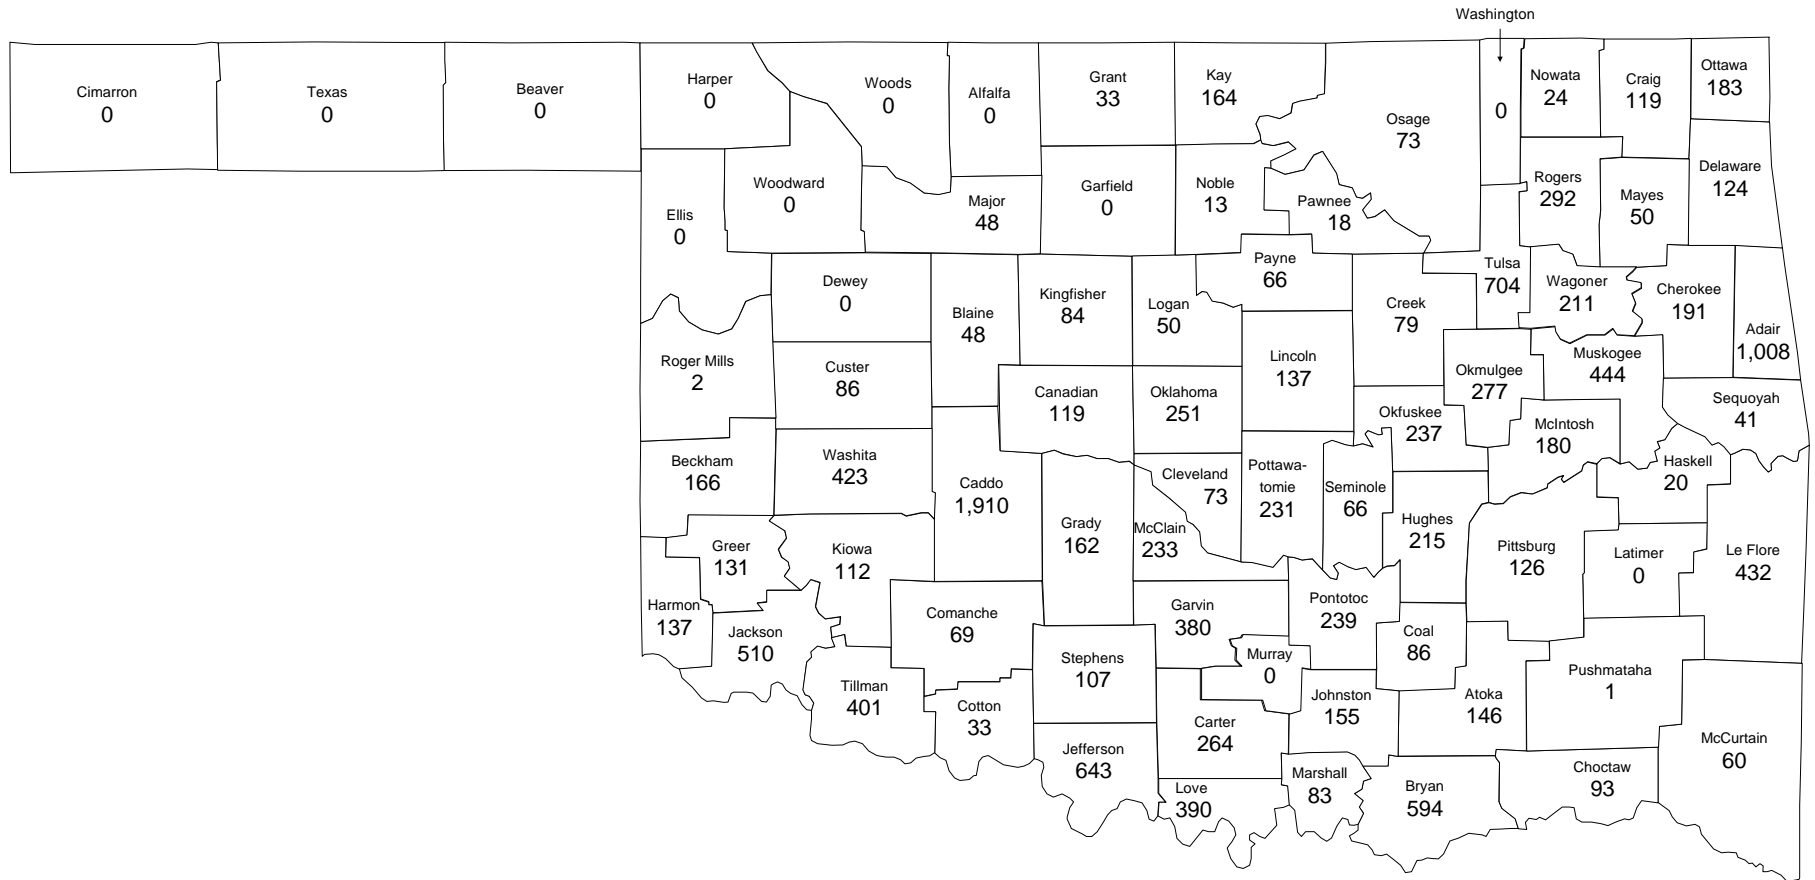 Washington
0
Cimarron
0
Texas
0
Beaver
0
Harper
0
Woods
0
Alfalfa
0
Grant
33
Kay
164
Osage
73
Nowata
24
Craig
119
Ottawa
183
Ellis
0
Woodward
0
Major
48
Garfield
0
Noble
13
Pawnee
18
Rogers
292
Mayes
50
Delaware
124
Dewey
0
Blaine
48
Kingfisher
84
Logan
50
Payne
66
Creek
79
Tulsa
704
Wagoner
211
Cherokee
191
Adair
1,008
Roger Mills
2
Custer
86
Canadian
119
Oklahoma
251
Lincoln
137
Okmulgee
277
Muskogee
444
Okfuskee
237
McIntosh
180
Sequoyah
41
Beckham
166
Washita
423
Caddo
1,910
Grady
162
Cleveland
73
McClain
233
Pottawa-
tomie
231
Seminole
66
Hughes
215
Haskell
20
Pittsburg
126
Latimer
0
Le Flore
432
Greer
131
Kiowa
112
Harmon
137
Jackson
510
Comanche
69
Garvin
380
Pontotoc
239
Coal
86
Stephens
107
Murray
0
Tillman
401
Cotton
33
Johnston
155
Atoka
146
Pushmataha
1
Carter
264
Jefferson
643
Love
390
Marshall
83
Bryan
594
Choctaw
93
McCurtain
60